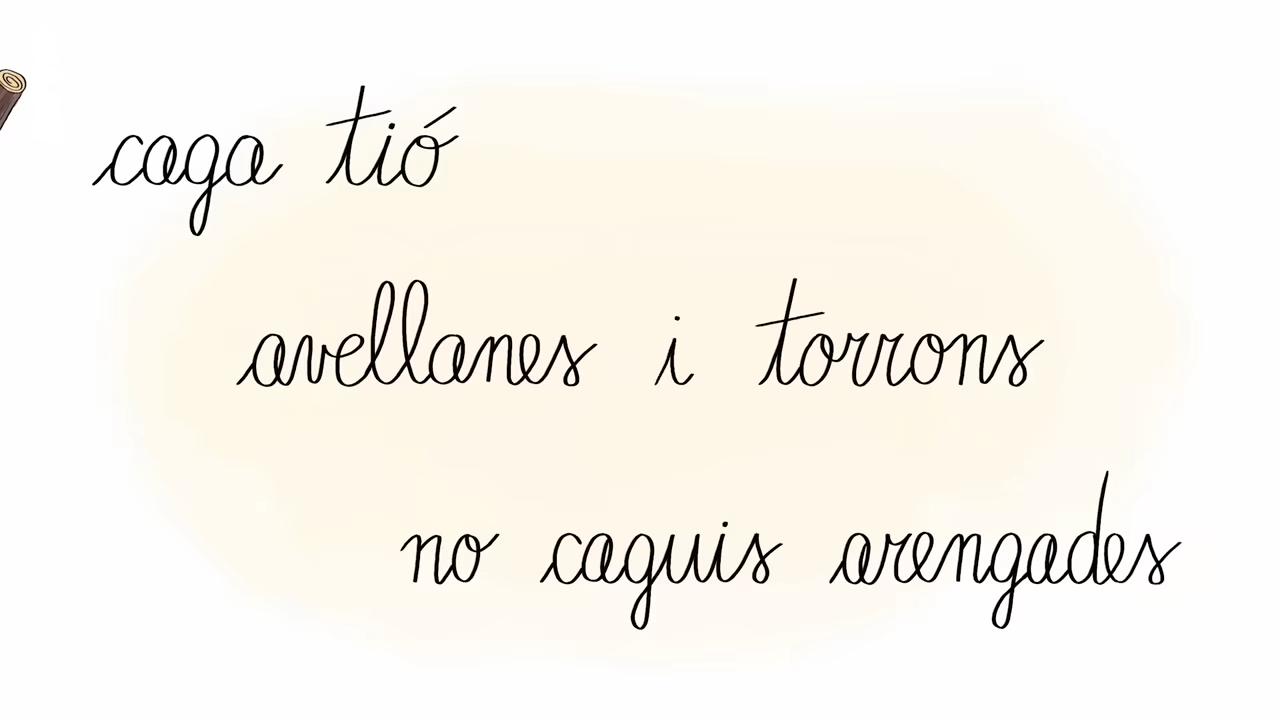 caga tió
avellanes i torrons
no caguis arengades